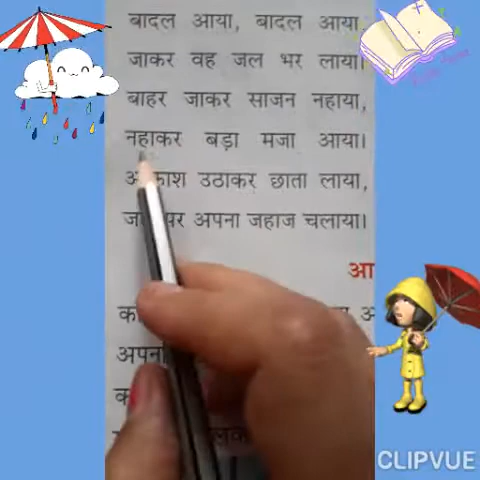 बादल आया, बादल आया,
जाकर वह जल भर लाया।
बाहर जाकर साजन नहाया,
नहाकर बड़ा मजा आया।
उठाकर छाता लाया,
पर अपना जहाज चलाया।
आ
अपना
CLIPVUE